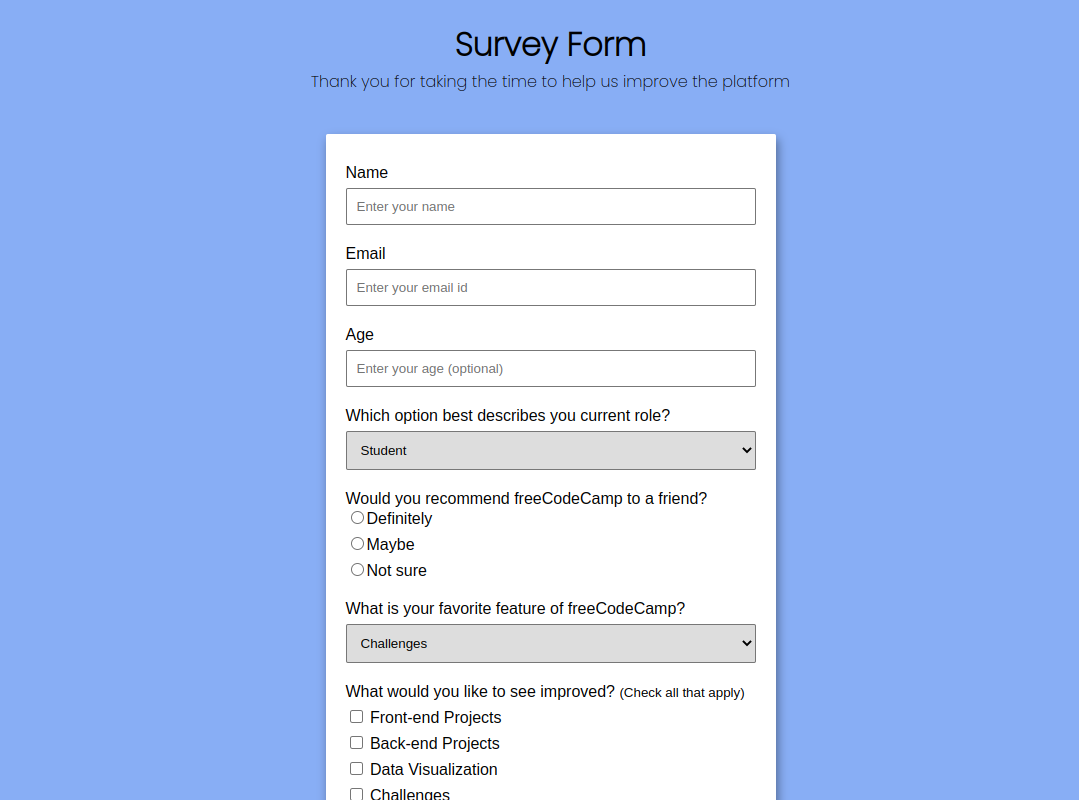 Survey Form
Thank you for taking the time to help us improve the platform
Name
Enter your name
Email
Enter your email id
Age
Enter your age (optional)
Which option best describes you current role?
Student
Would you recommend freeCodeCamp to a friend?
Definitely
Maybe
Not sure
What is your favorite feature of freeCodeCamp?
Challenges
What would you like to see improved? (Check all that apply)
Front-end Projects
Back-end Projects
Data Visualization
Challenges